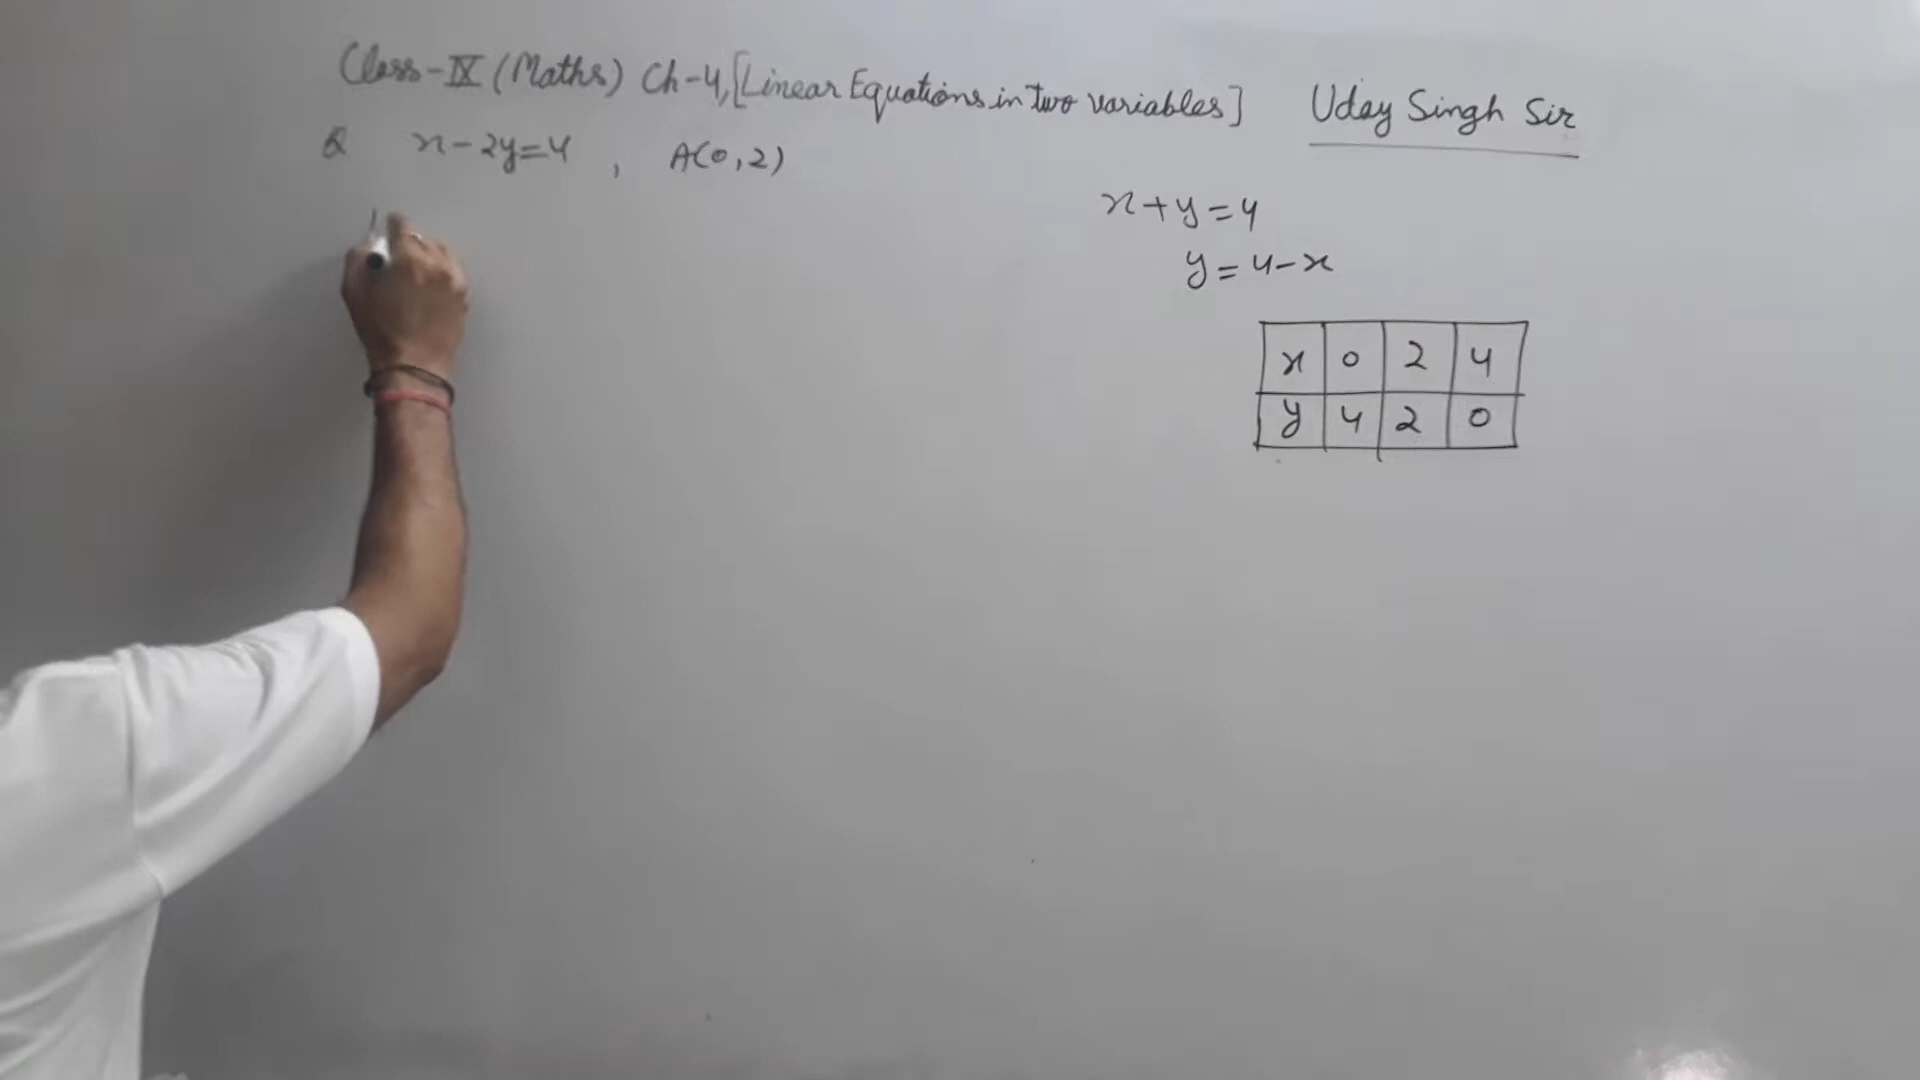 Class-IX (Maths) Ch-4, [Linear Equations in two variables] Uday Singh Sir
Q x-2y=4 , A(0,2)
x+y=4
y=4-x
x 0 2 4
y 4 2 0